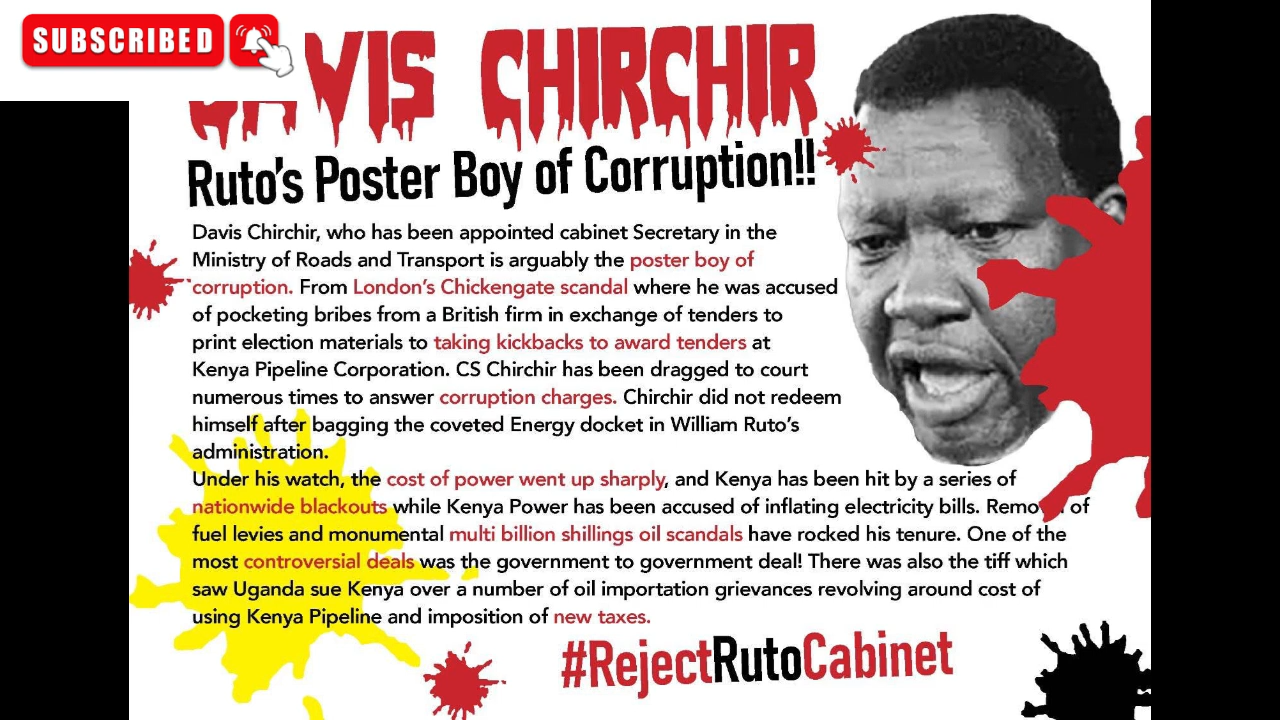 SUBSCRIBED
DAVIS CHIRCHIR
Ruto's Poster Boy of Corruption!!
Davis Chirchir, who has been appointed cabinet Secretary in the
Ministry of Roads and Transport is arguably the poster boy of
corruption. From London's Chickengate scandal where he was accused
of pocketing bribes from a British firm in exchange of tenders to
print election materials to taking kickbacks to award tenders at
Kenya Pipeline Corporation. CS Chirchir has been dragged to court
numerous times to answer corruption charges. Chirchir did not redeem
himself after bagging the coveted Energy docket in William Ruto's
administration.
Under his watch, the cost of power went up sharply, and Kenya has been hit by a series of
nationwide blackouts while Kenya Power has been accused of inflating electricity bills. of
fuel levies and monumental multi billion shillings oil scandals have rocked his tenure. One of the
most controversial deals was the government to government deal! There was also the tiff which
saw Uganda sue Kenya over a number of oil importation grievances revolving around cost of
using Kenya Pipeline and imposition of new taxes.
#RejectRutoCabinet